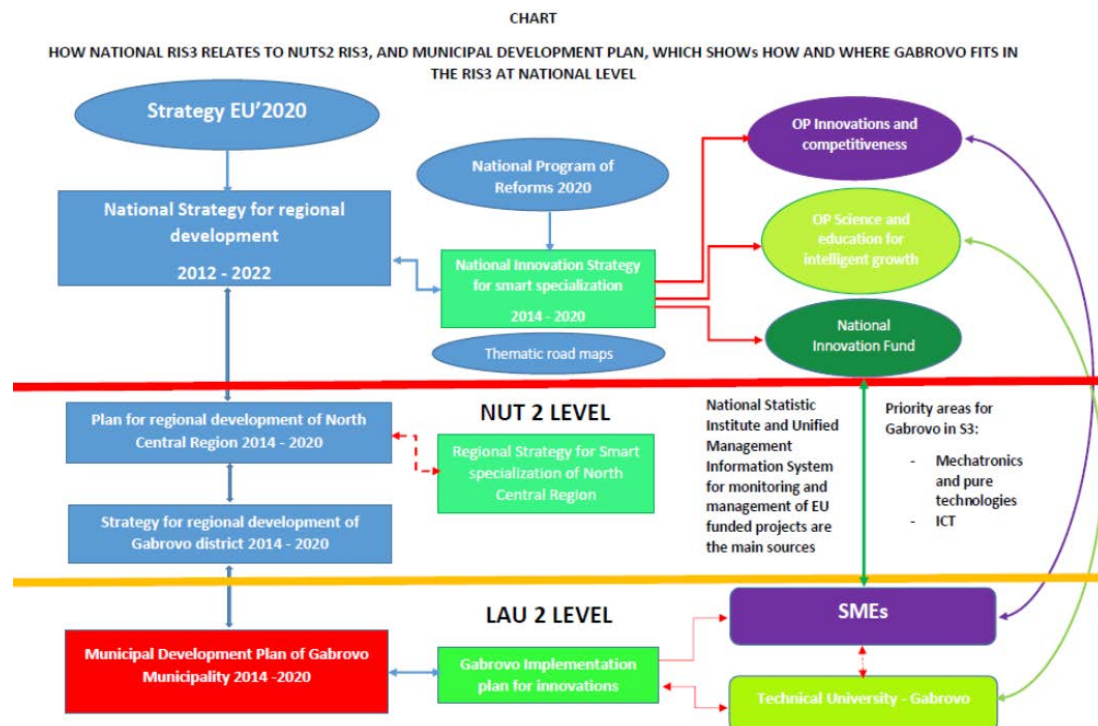 CHART
HOW NATIONAL RIS3 RELATES TO NUTS2 RIS3, AND MUNICIPAL DEVELOPMENT PLAN, WHICH SHOWs HOW AND WHERE GABROVO FITS IN
THE RIS3 AT NATIONAL LEVEL
Strategy EU'2020
National Program of
Reforms 2020
OP Innovations and
competitiveness
National Strategy for regional
development
2012 - 2022
OP Science and
education for
intelligent growth
National Innovation Strategy
for smart specialization
2014 - 2020
National
Innovation Fund
Thematic road maps
Plan for regional development of North
Central Region 2014 - 2020
NUT 2 LEVEL
Regional Strategy for Smart
specialization of North
Central Region
National Statistic
Institute and Unified
Management
Information System
for monitoring and
management of EU
funded projects are
the main sources
Priority areas for
Gabrovo in S3:
- Mechatronics
and pure
technologies
- ICT
Strategy for regional development of
Gabrovo district 2014 - 2020
LAU 2 LEVEL
SMEs
Municipal Development Plan of Gabrovo
Municipality 2014 -2020
Gabrovo Implementation
plan for innovations
Technical University - Gabrovo